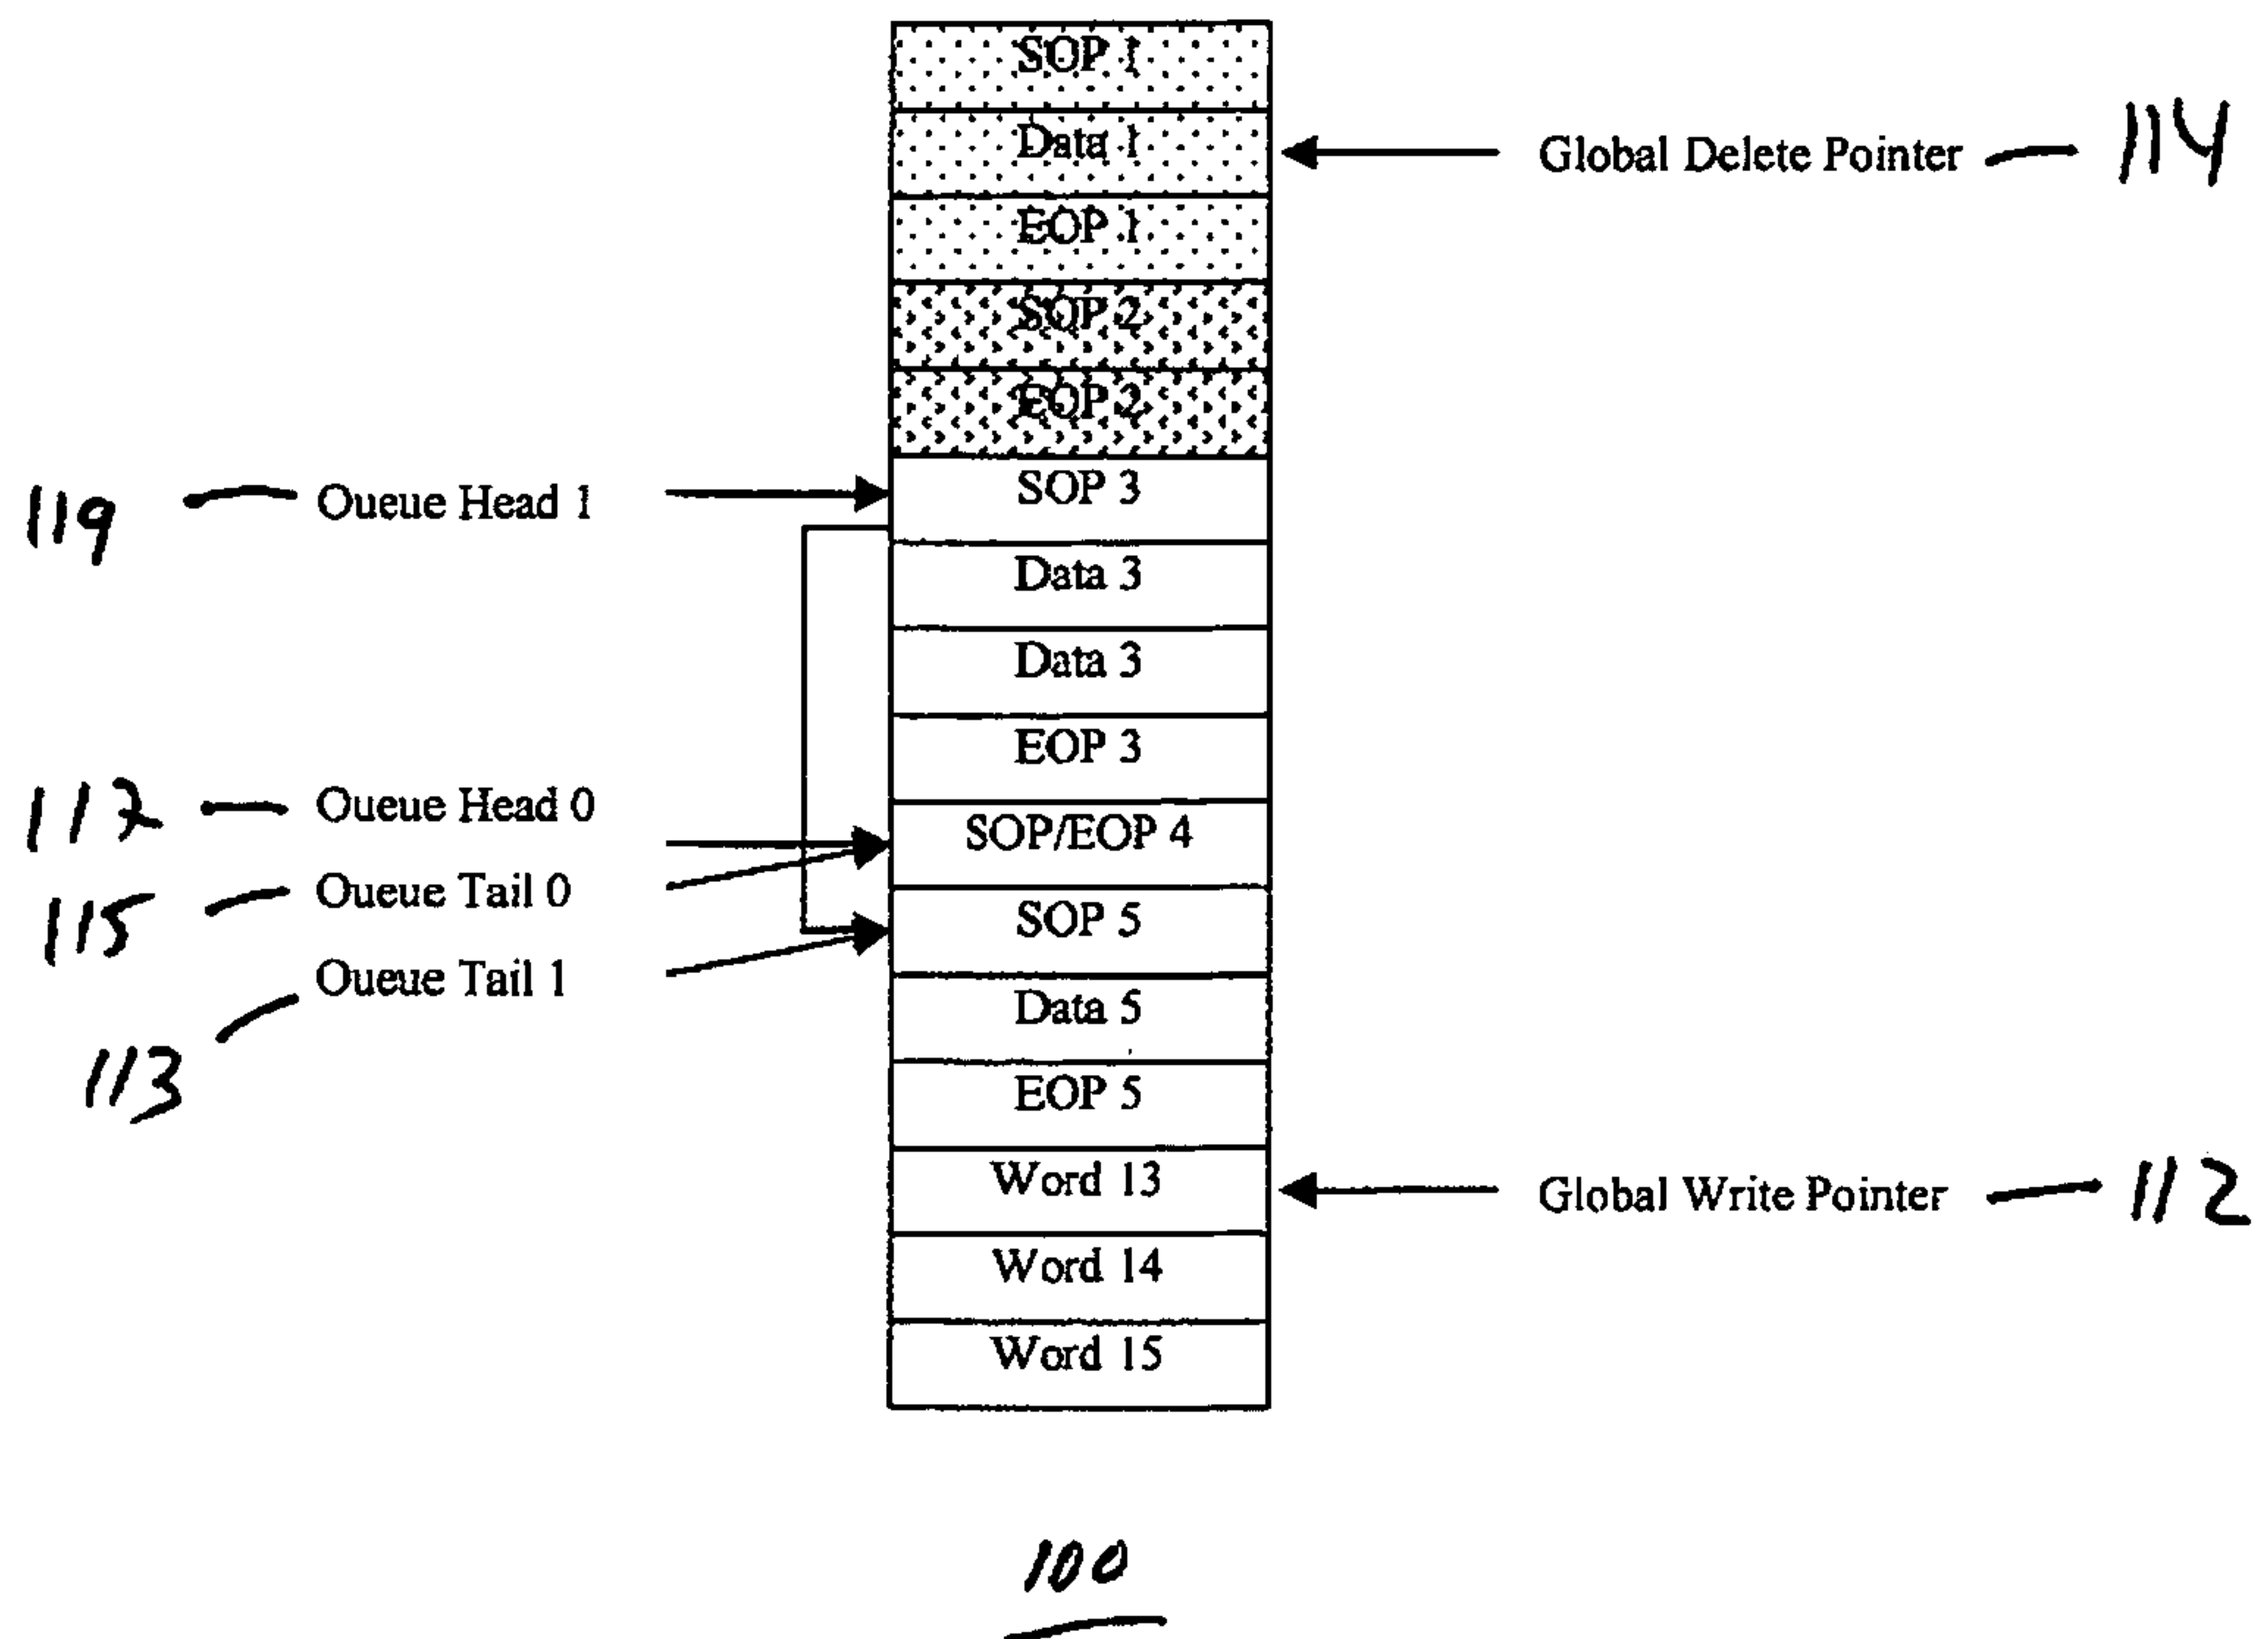 SOP 1
Data 1
Global Delete Pointer 114
EOP 1
SOP 2
EOP 2
119 Oueue Head 1
SOP 3
Data 3
Data 3
EOP 3
117 Oueue Head 0
SOP/EOP 4
115 Oueue Tail 0
SOP 5
113 Oueue Tail 1
Data 5
EOP 5
Word 13
Global Write Pointer 112
Word 14
Word 15
100